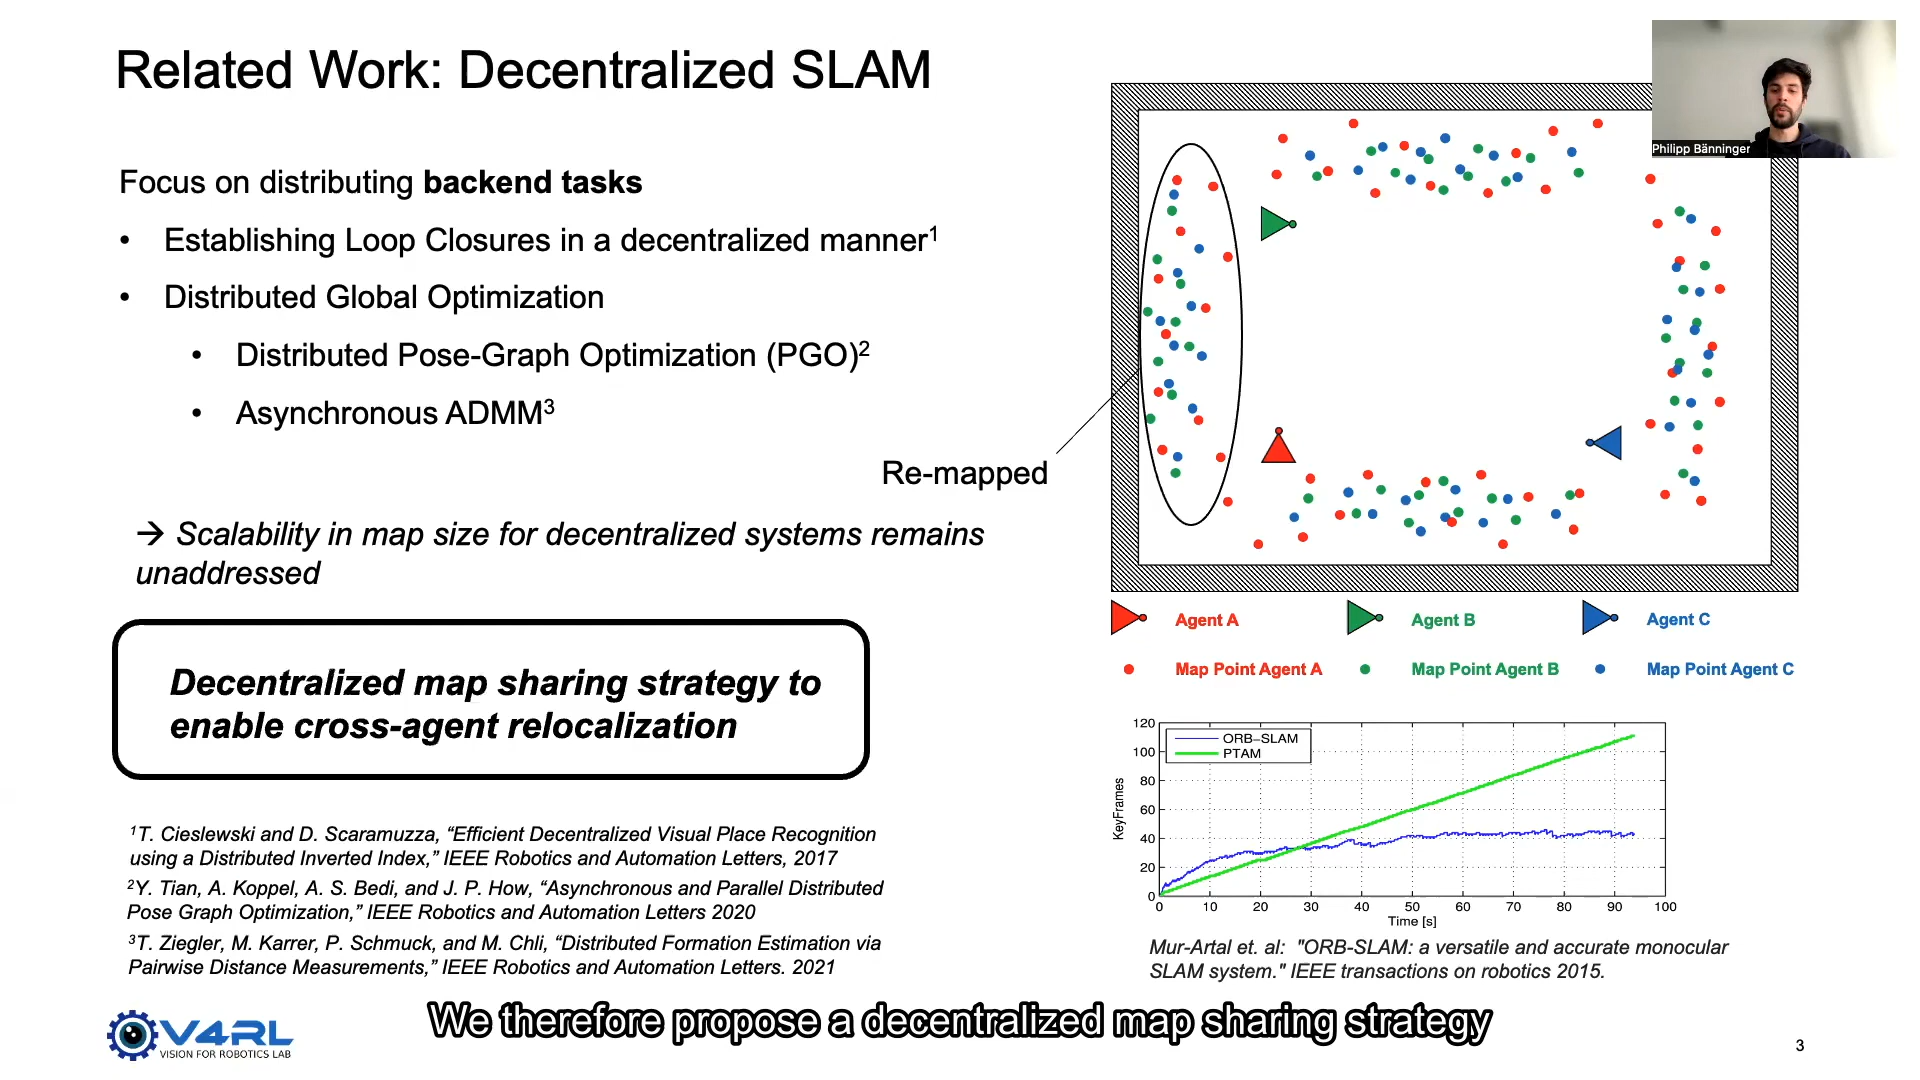 Related Work: Decentralized SLAM
Philipp Bänninger
Focus on distributing backend tasks
• Establishing Loop Closures in a decentralized manner¹
• Distributed Global Optimization
• Distributed Pose-Graph Optimization (PGO)²
• Asynchronous ADMM³
Re-mapped
→ Scalability in map size for decentralized systems remains
unaddressed
Decentralized map sharing strategy to
enable cross-agent relocalization
Agent A
Agent B
Agent C
Map Point Agent A
Map Point Agent B
Map Point Agent C
ORB-SLAM
PTAM
KeyFrames
120
100
80
60
40
20
0
0 10 20 30 40 50 60 70 80 90 100
Time [s]
Mur-Artal et. al: "ORB-SLAM: a versatile and accurate monocular
SLAM system." IEEE transactions on robotics 2015.
¹T. Cieslewski and D. Scaramuzza, “Efficient Decentralized Visual Place Recognition
using a Distributed Inverted Index,” IEEE Robotics and Automation Letters, 2017
²Y. Tian, A. Koppel, A. S. Bedi, and J. P. How, “Asynchronous and Parallel Distributed
Pose Graph Optimization,” IEEE Robotics and Automation Letters 2020
³T. Ziegler, M. Karrer, P. Schmuck, and M. Chli, “Distributed Formation Estimation via
Pairwise Distance Measurements,” IEEE Robotics and Automation Letters. 2021
V4RL
VISION FOR ROBOTICS LAB
We therefore propose a decentralized map sharing strategy
3